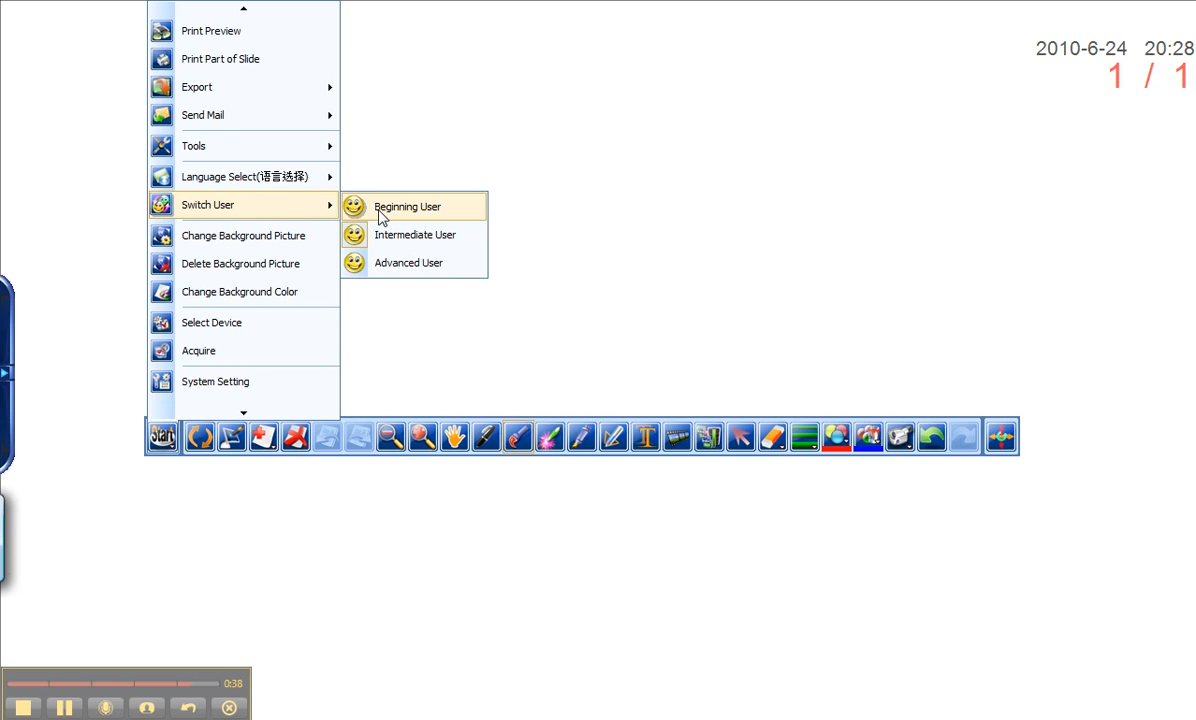 Print Preview
Print Part of Slide
Export
Send Mail
Tools
Language Select(语言选择)
Switch User
Beginning User
Intermediate User
Advanced User
Change Background Picture
Delete Background Picture
Change Background Color
Select Device
Acquire
System Setting
Start
T
2010-6-24 20:28
1 / 1
0:38